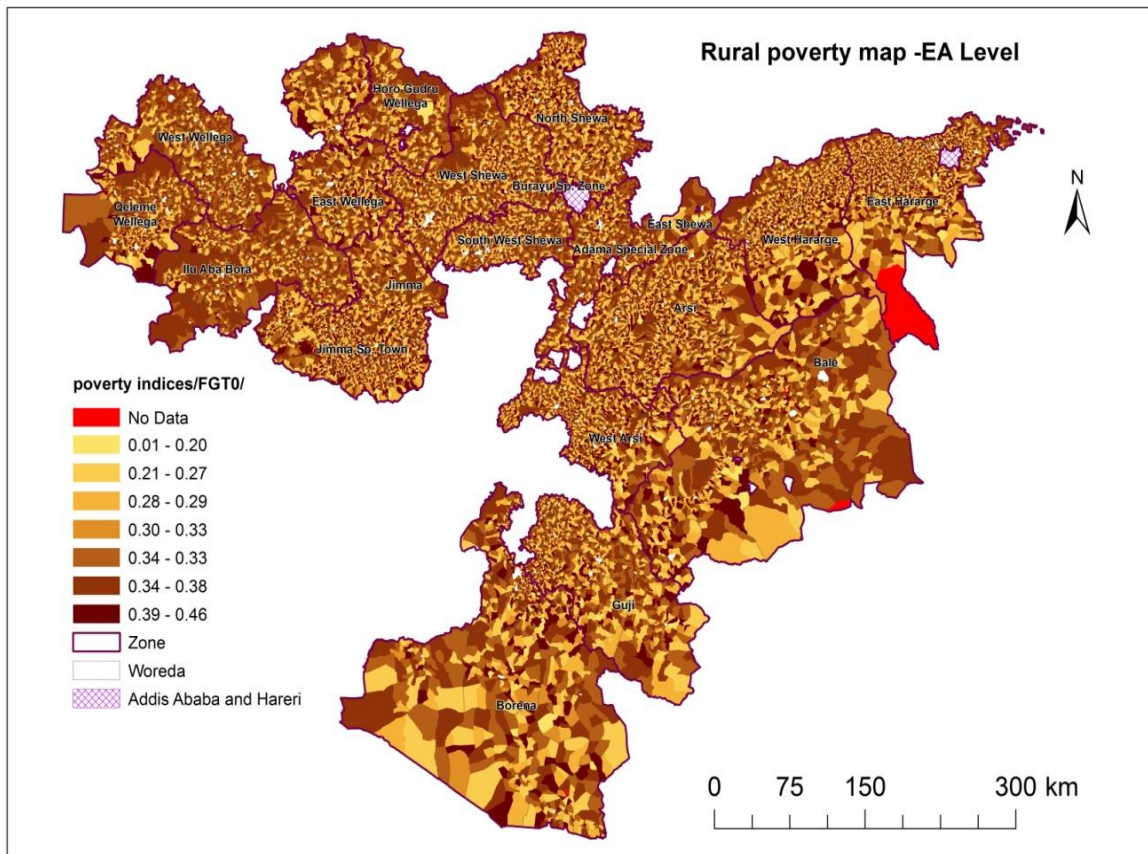 Rural poverty map -EA Level
Horo Gudru
Wellega
North Shewa
West Wellega
N
West Shewa
Burayu Sp. Zone
East Wellega
East Hararge
Qeleme
Wellega
East Shewa
South West Shewa
Adama Special Zone
West Hararge
Ilu Aba Bora
Jimma
Arsi
Jimma Sp. Town
Bale
poverty indices/FGT0/
No Data
0.01 - 0.20
0.21 - 0.27
0.28 - 0.29
0.30 - 0.33
0.34 - 0.33
0.34 - 0.38
0.39 - 0.46
Zone
Woreda
Addis Ababa and Hareri
West Arsi
Guji
Borena
0 75 150 300 km